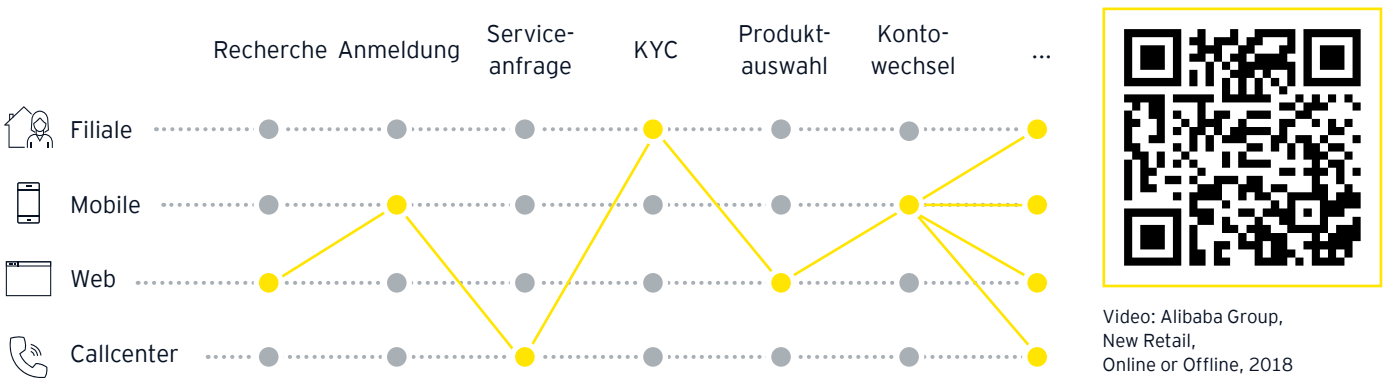 Recherche Anmeldung Service-
anfrage KYC Produkt-
auswahl Konto-
wechsel ...
Filiale
Mobile
Web
Callcenter
Video: Alibaba Group,
New Retail,
Online or Offline, 2018